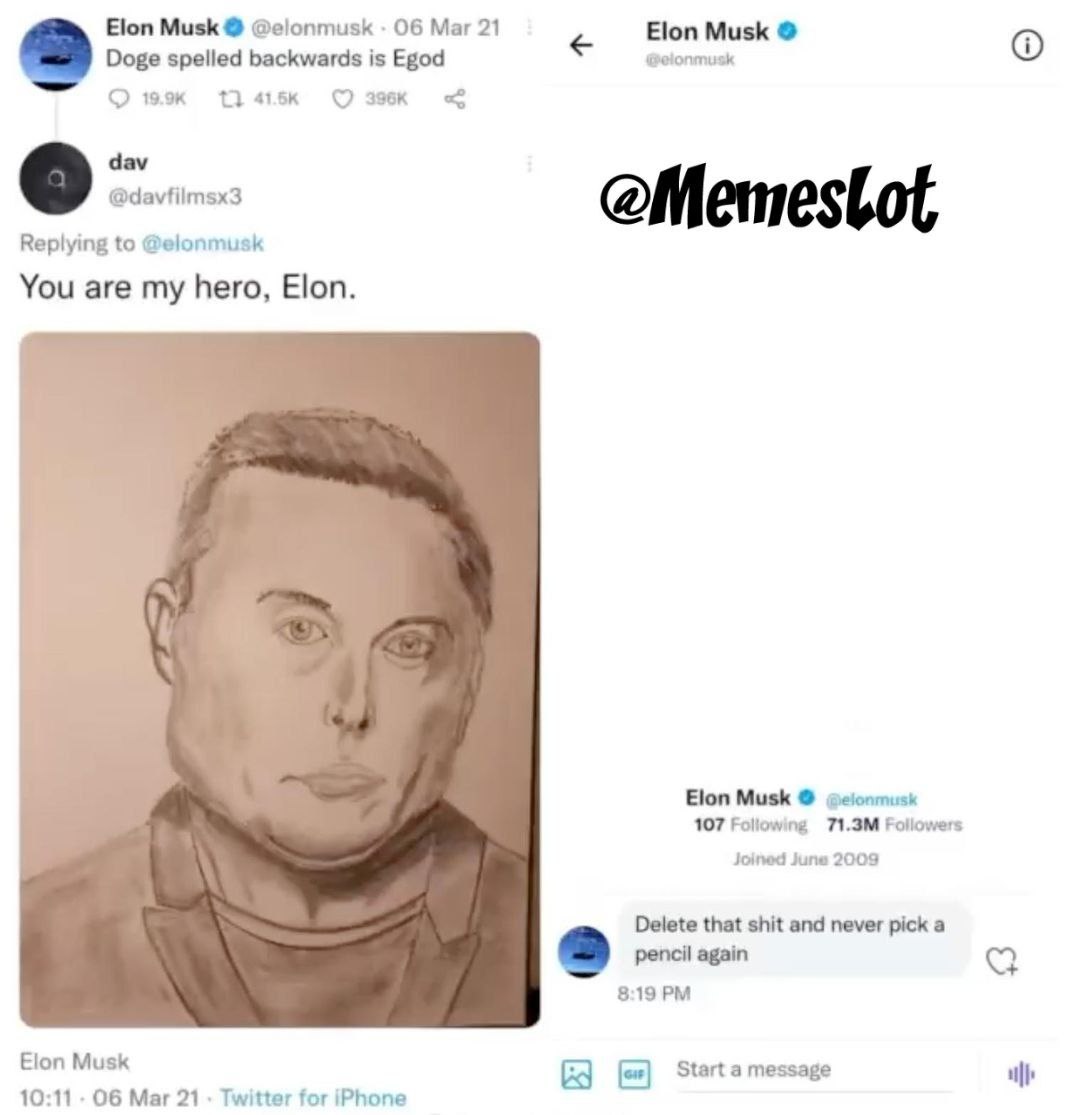 Elon Musk @elonmusk · 06 Mar 21
Doge spelled backwards is Egod
19.9K 41.5K 396K
dav
@davfilmsx3
Replying to @elonmusk
You are my hero, Elon.
Elon Musk
10:11 · 06 Mar 21 · Twitter for iPhone
Elon Musk
@elonmusk
@MemesLot
Elon Musk @elonmusk
107 Following 71.3M Followers
Joined June 2009
Delete that shit and never pick a
pencil again
8:19 PM
GIF Start a message